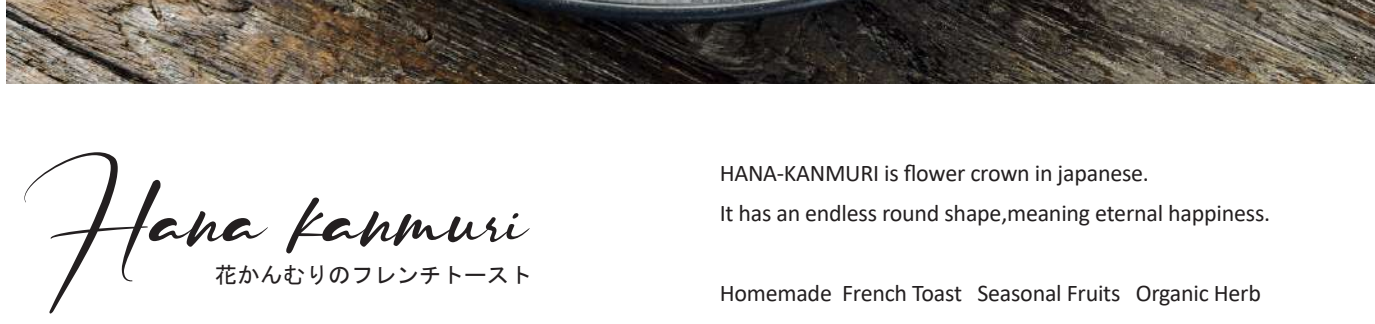 Hana kanmuri
花かんむりのフレンチトースト
HANA-KANMURI is flower crown in japanese.
It has an endless round shape,meaning eternal happiness.
Homemade French Toast Seasonal Fruits Organic Herb